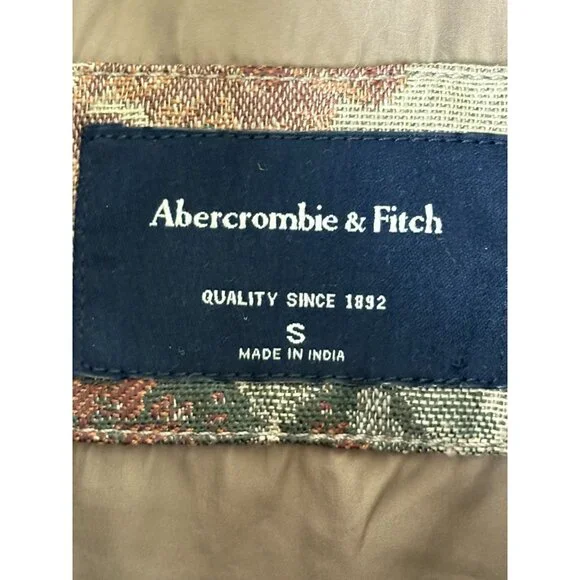 Abercrombie & Fitch
QUALITY SINCE 1892
S
MADE IN INDIA